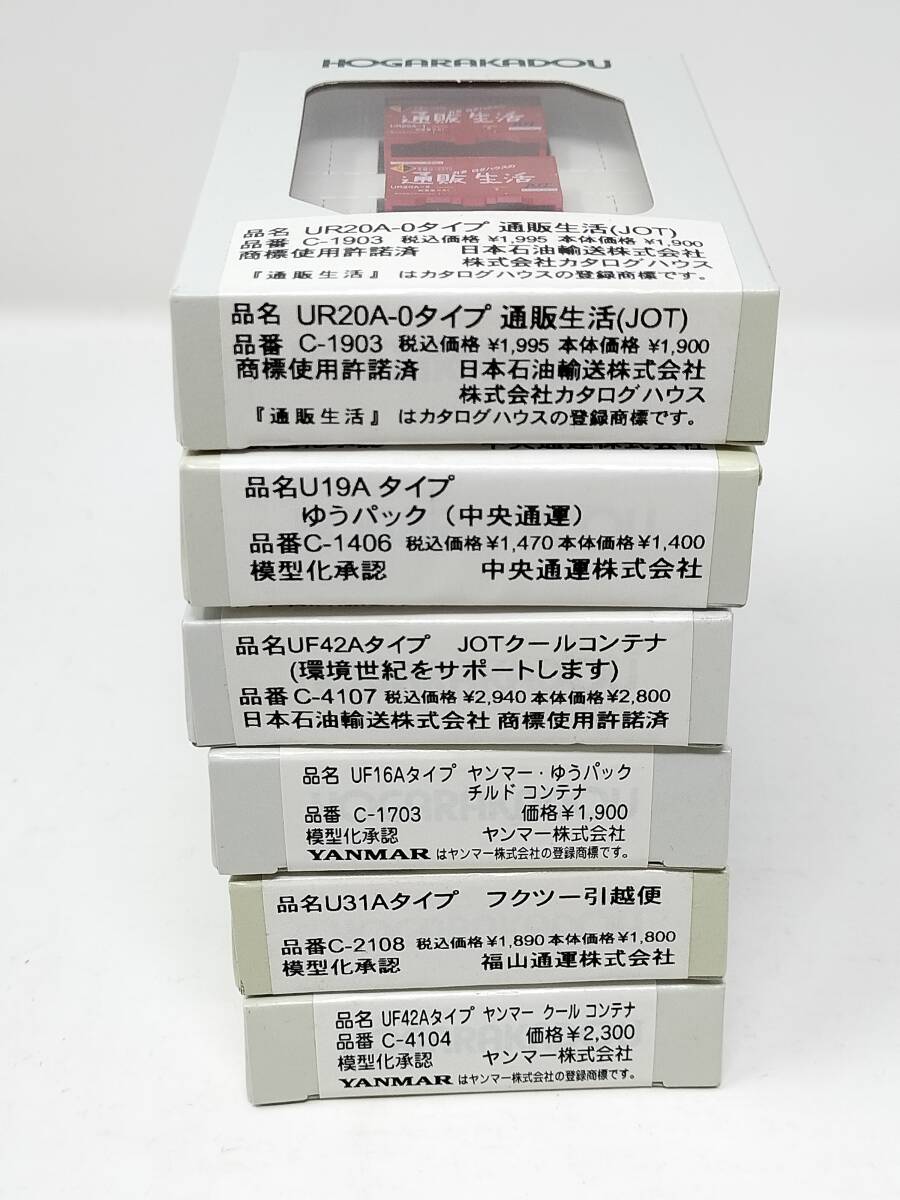 HOGARAKADOU
通販生活
UR20A-1
通販生活
UR20A-0
品名 UR20A-0タイプ 通販生活(JOT)
品番 C-1903 税込価格 ¥1,995 本体価格 ¥1,900
商標使用許諾済 日本石油輸送株式会社
株式会社カタログハウス
『通販生活』はカタログハウスの登録商標です。
品名 UR20A-0タイプ 通販生活(JOT)
品番 C-1903 税込価格 ¥1,995 本体価格 ¥1,900
商標使用許諾済 日本石油輸送株式会社
株式会社カタログハウス
『通販生活』はカタログハウスの登録商標です。
品名U19A タイプ
ゆうパック（中央通運）
品番C-1406 税込価格¥1,470 本体価格¥1,400
模型化承認 中央通運株式会社
品名UF42Aタイプ JOTクールコンテナ
(環境世紀をサポートします)
品番C-4107 税込価格¥2,940 本体価格¥2,800
日本石油輸送株式会社 商標使用許諾済
品名 UF16Aタイプ ヤンマー・ゆうパック
チルド コンテナ
品番 C-1703 価格¥1,900
模型化承認 ヤンマー株式会社
YANMAR はヤンマー株式会社の登録商標です。
品名U31Aタイプ フクツー引越便
品番C-2108 税込価格¥1,890 本体価格¥1,800
模型化承認 福山通運株式会社
品名 UF42Aタイプ ヤンマー クール コンテナ
品番 C-4104 価格¥2,300
模型化承認 ヤンマー株式会社
YANMAR はヤンマー株式会社の登録商標です。